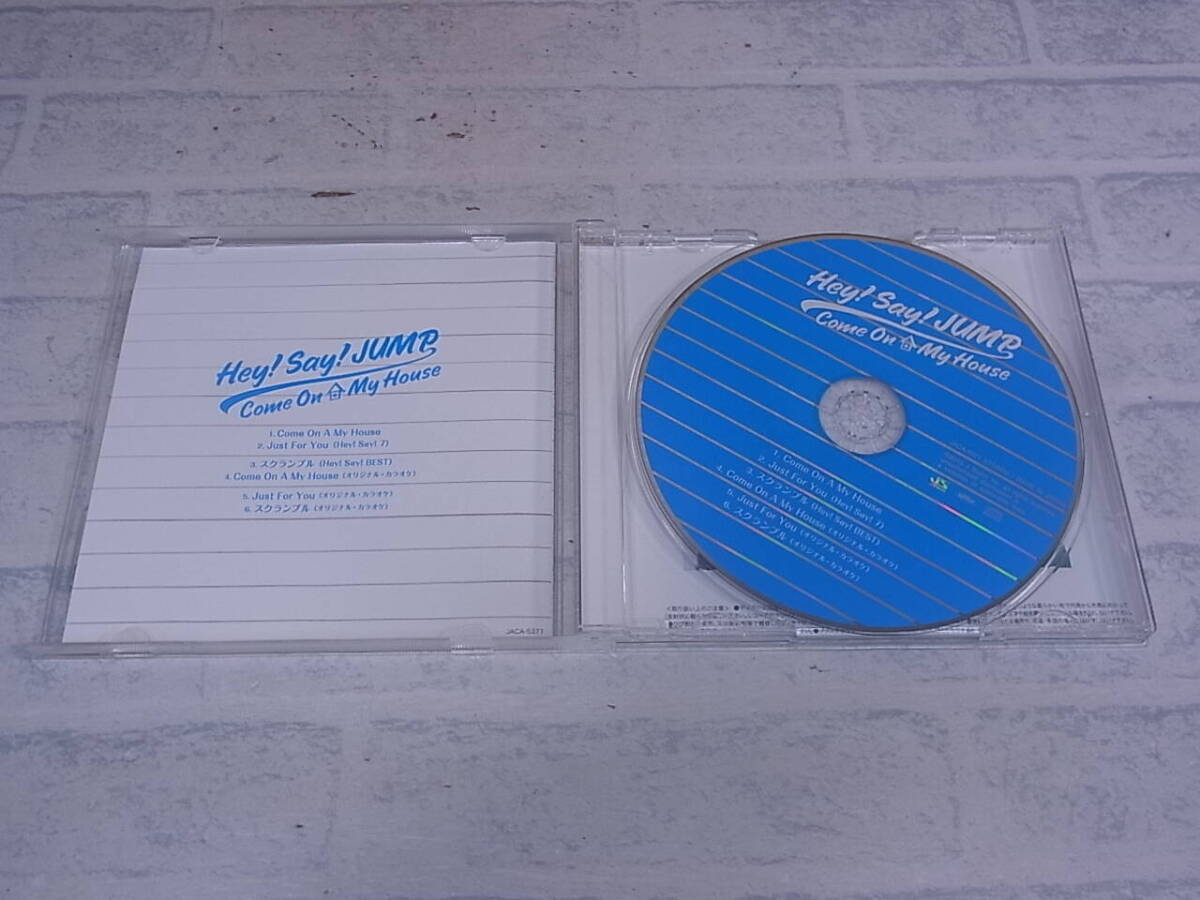 Hey! Say! JUMP
Come On My House
1. Come On A My House
2. Just For You (Hey! Say! 7)
3. スクランブル (Hey! Say! BEST)
4. Come On A My House (オリジナル・カラオケ)
5. Just For You (オリジナル・カラオケ)
6. スクランブル (オリジナル・カラオケ)
JACA-5371
Hey! Say! JUMP
Come On My House
1. Come On A My House
2. Just For You (Hey! Say! 7)
3. スクランブル (Hey! Say! BEST)
4. Come On A My House (オリジナル・カラオケ)
5. Just For You (オリジナル・カラオケ)
6. スクランブル (オリジナル・カラオケ)